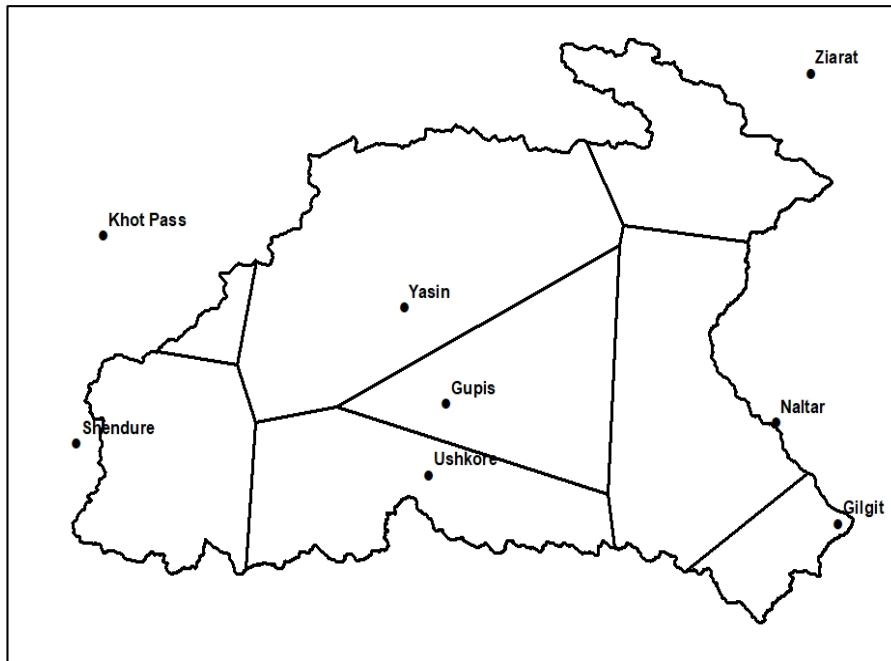 Ziarat
Khot Pass
Yasin
Gupis
Naltar
Shendure
Ushkore
Gilgit